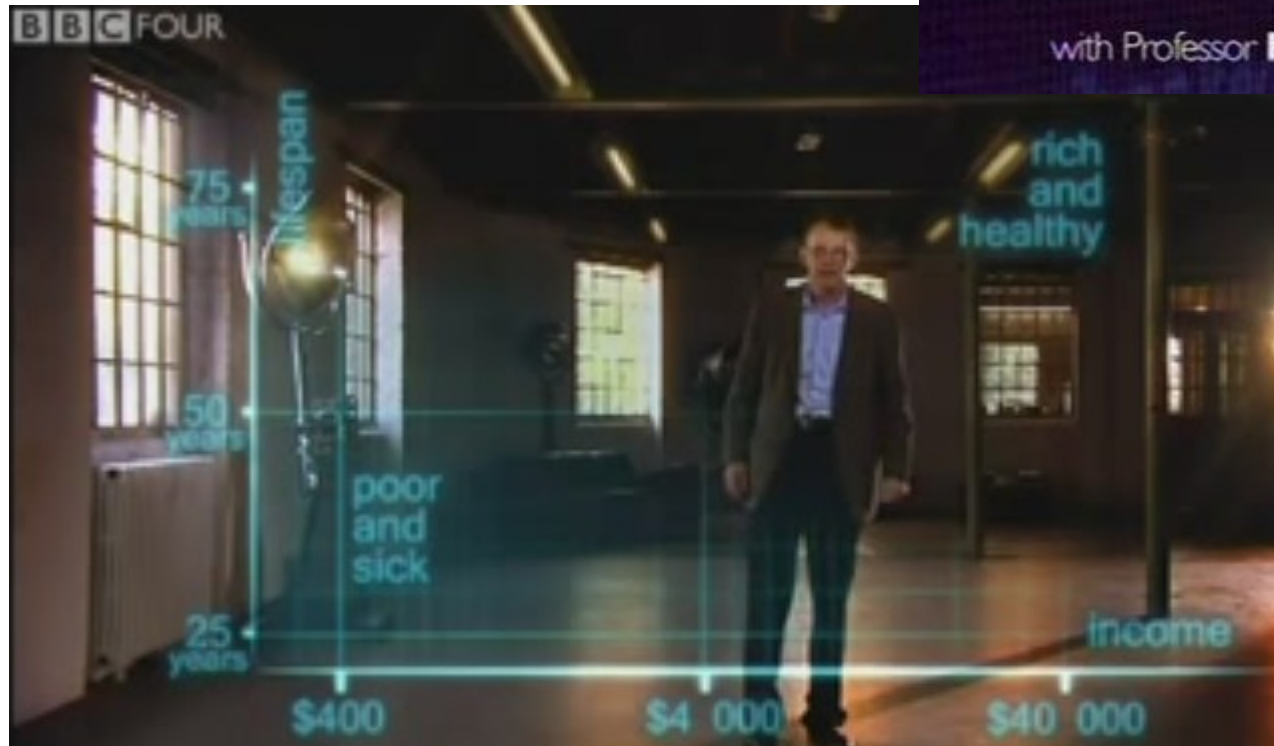 BBC FOUR
with Professor
lifespan
rich
and
healthy
75
years
50
years
poor
and
sick
25
years
income
$400
$4 000
$40 000